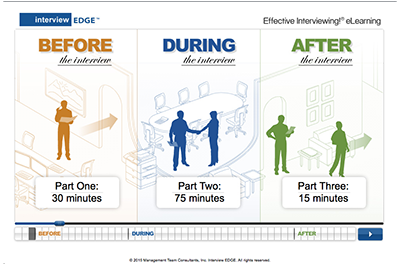 interview EDGE™
Effective Interviewing!® eLearning
BEFORE
the interview
DURING
the interview
AFTER
the interview
Part One:
30 minutes
Part Two:
75 minutes
Part Three:
15 minutes
BEFORE
DURING
AFTER
© 2010 Management Team Consultants, Inc. Interview EDGE. All rights reserved.